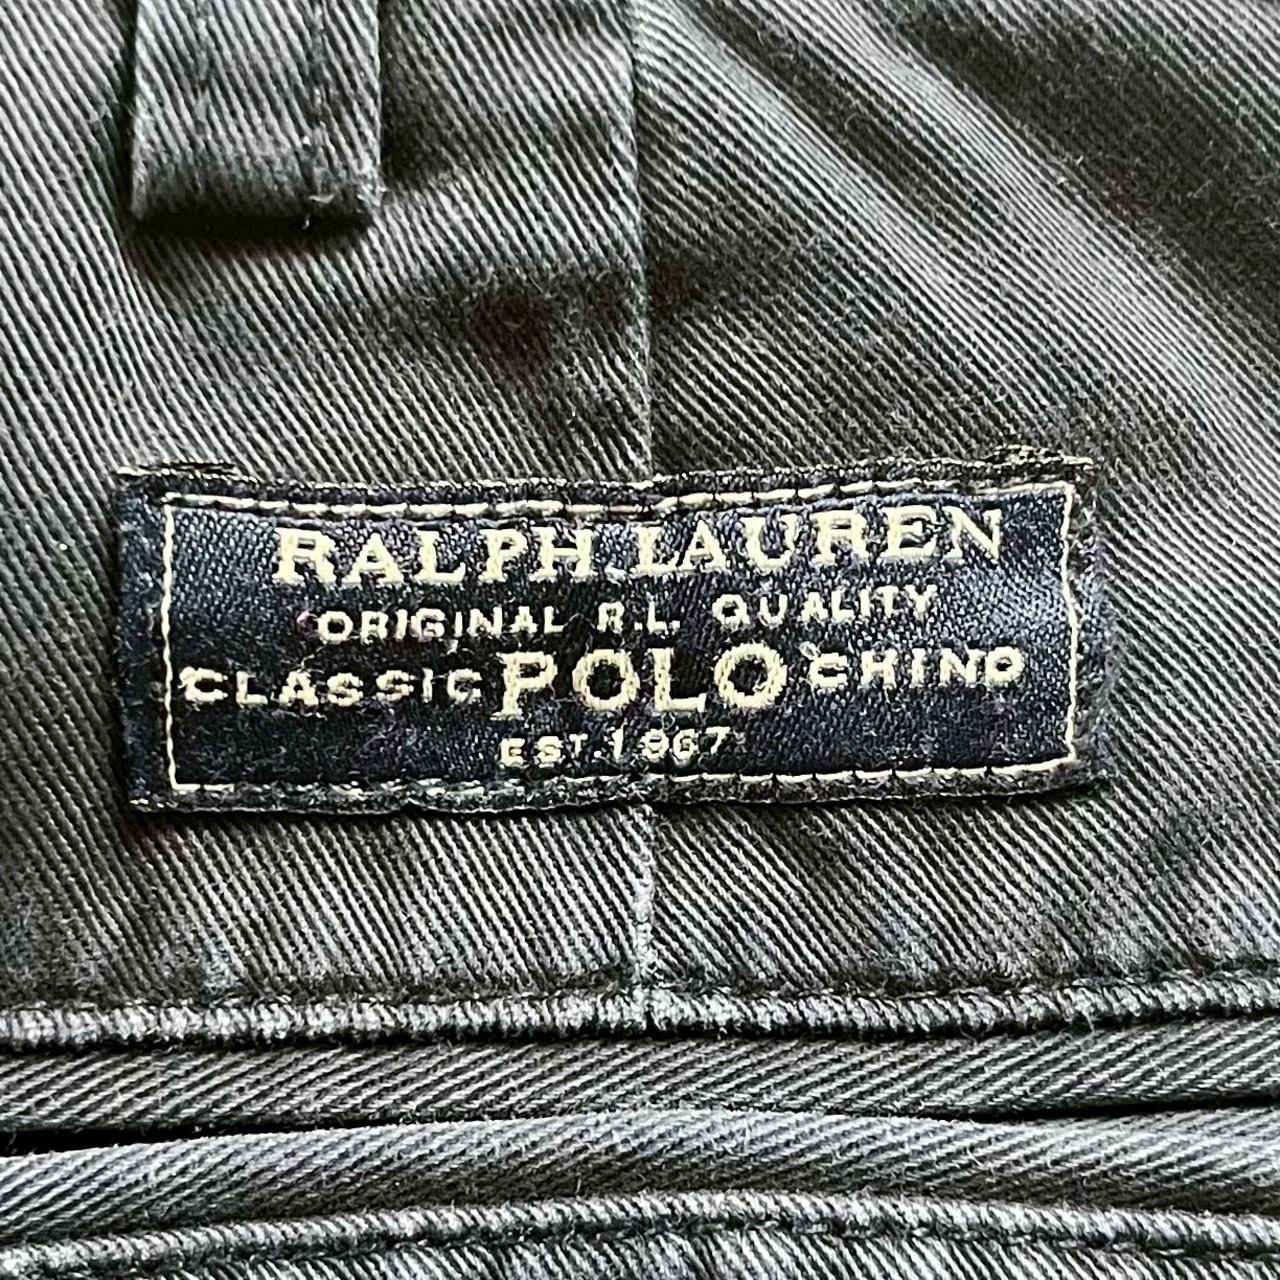 RALPH LAUREN
ORIGINAL R.L. QUALITY
CLASSIC POLO CHINO
EST. 1967